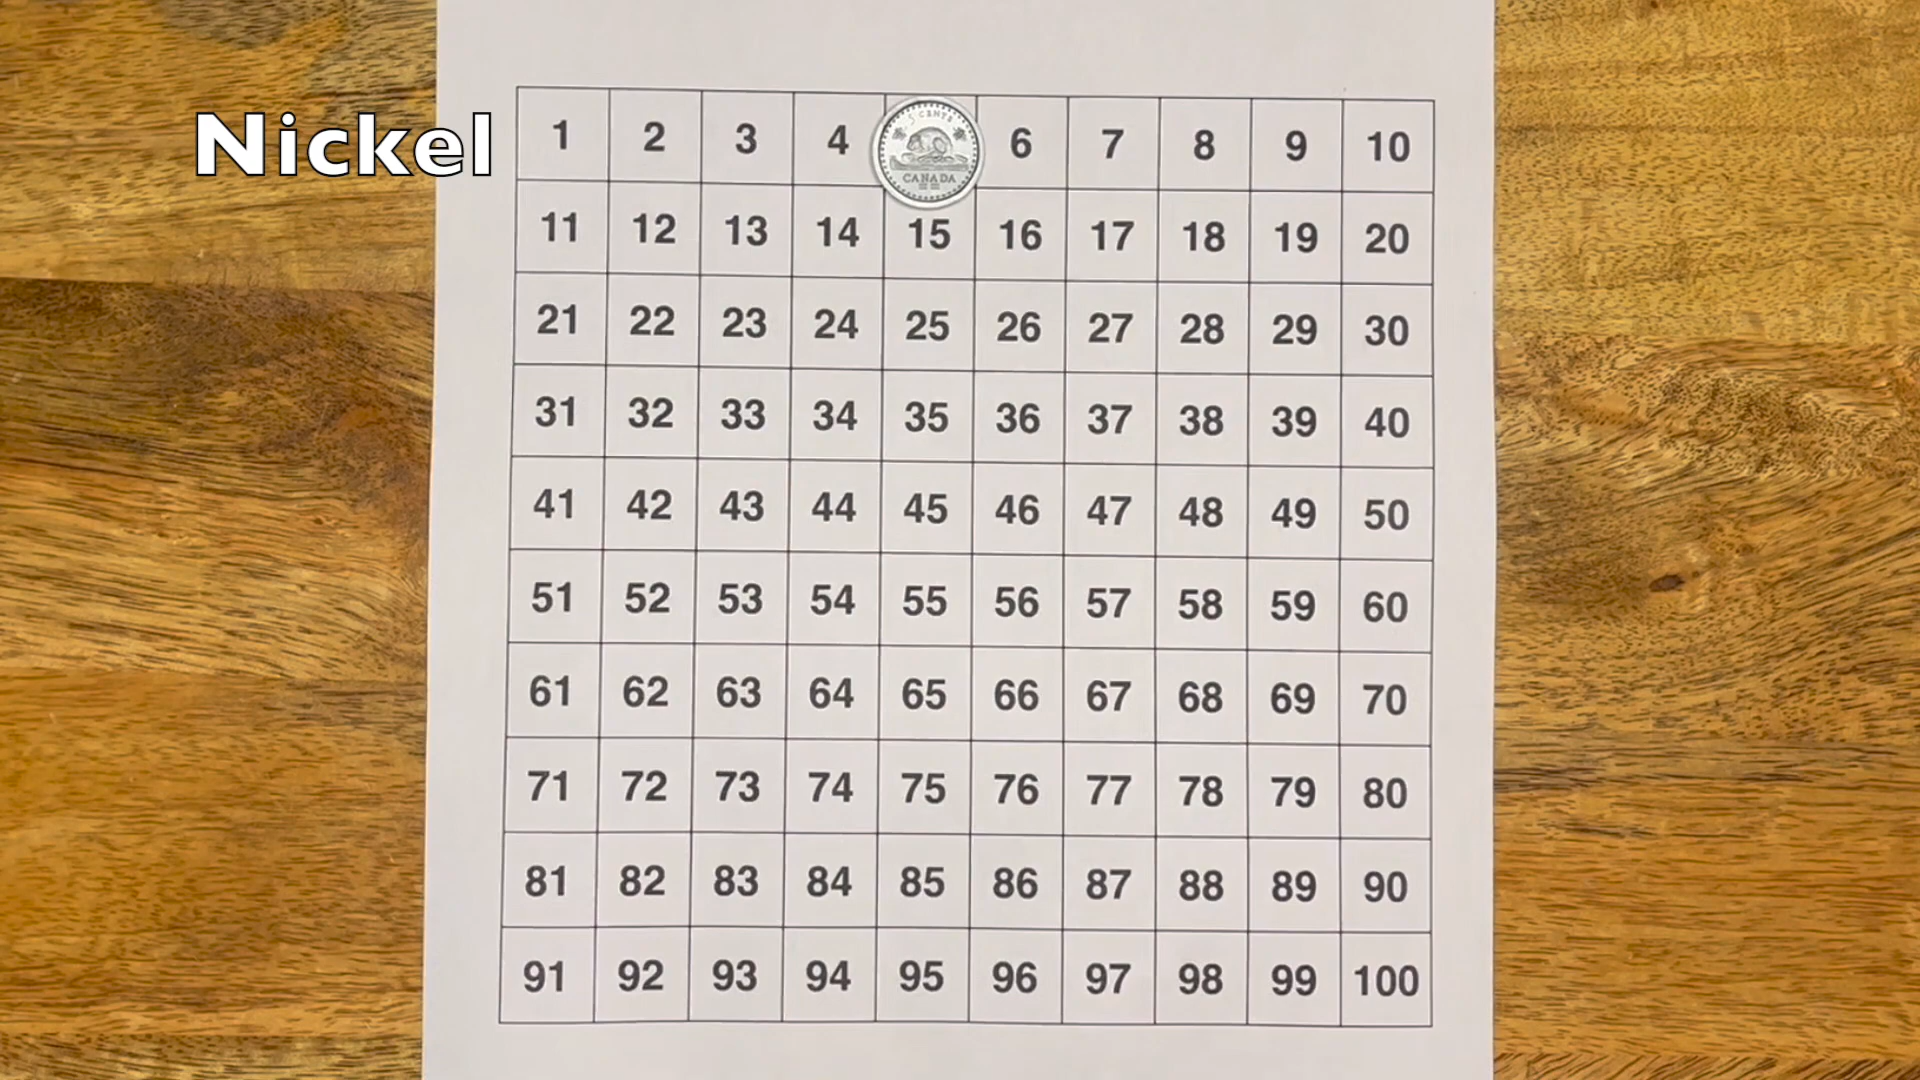 Nickel
1 2 3 4 6 7 8 9 10
5 CENTS
CANADA
11 12 13 14 15 16 17 18 19 20
21 22 23 24 25 26 27 28 29 30
31 32 33 34 35 36 37 38 39 40
41 42 43 44 45 46 47 48 49 50
51 52 53 54 55 56 57 58 59 60
61 62 63 64 65 66 67 68 69 70
71 72 73 74 75 76 77 78 79 80
81 82 83 84 85 86 87 88 89 90
91 92 93 94 95 96 97 98 99 100